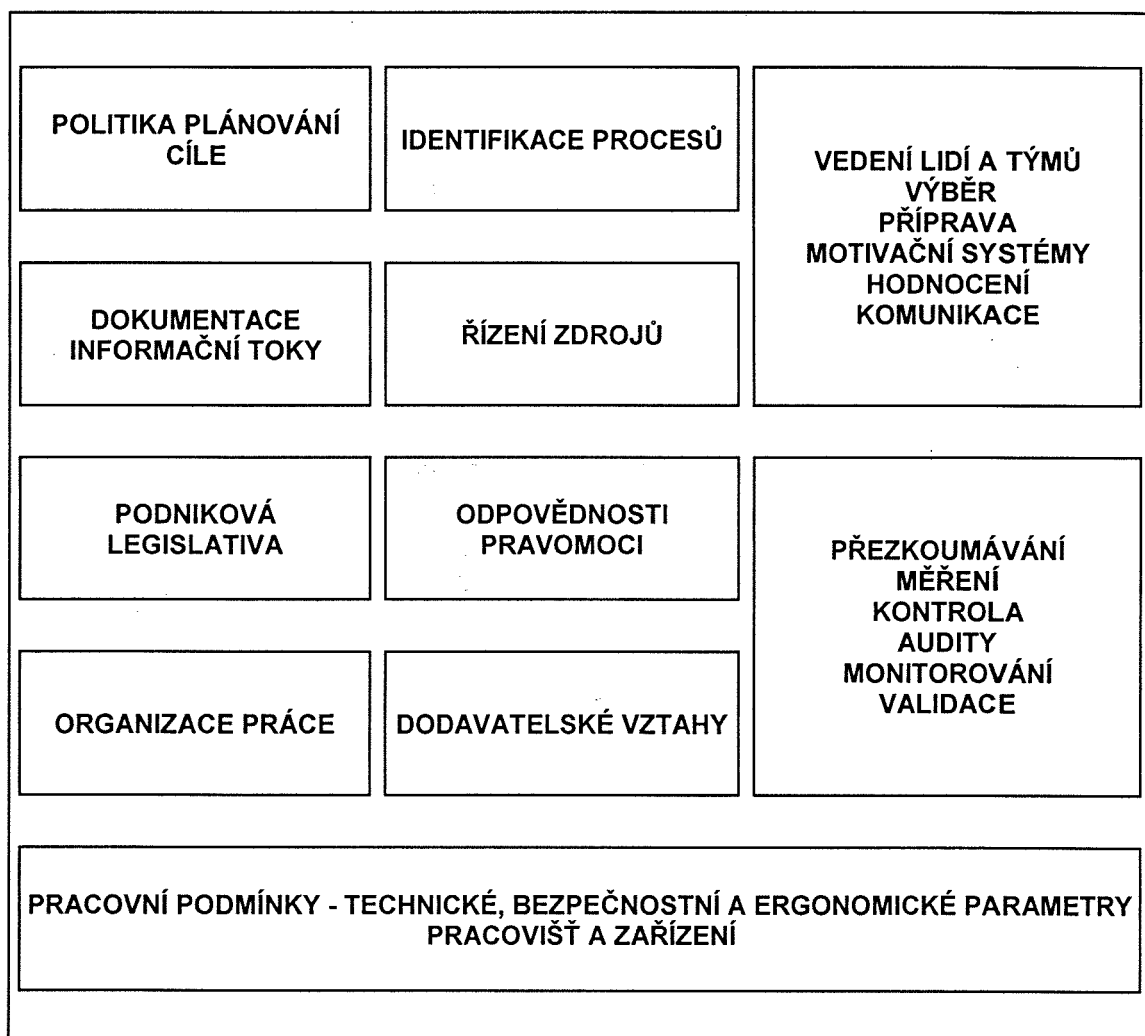 POLITIKA PLÁNOVÁNÍ
CÍLE
IDENTIFIKACE PROCESŮ
VEDENÍ LIDÍ A TÝMŮ
VÝBĚR
PŘÍPRAVA
MOTIVAČNÍ SYSTÉMY
HODNOCENÍ
KOMUNIKACE
DOKUMENTACE
INFORMAČNÍ TOKY
ŘÍZENÍ ZDROJŮ
PODNIKOVÁ
LEGISLATIVA
ODPOVĚDNOSTI
PRAVOMOCI
PŘEZKOUMÁVÁNÍ
MĚŘENÍ
KONTROLA
AUDITY
MONITOROVÁNÍ
VALIDACE
ORGANIZACE PRÁCE
DODAVATELSKÉ VZTAHY
PRACOVNÍ PODMÍNKY - TECHNICKÉ, BEZPEČNOSTNÍ A ERGONOMICKÉ PARAMETRY
PRACOVIŠŤ A ZAŘÍZENÍ